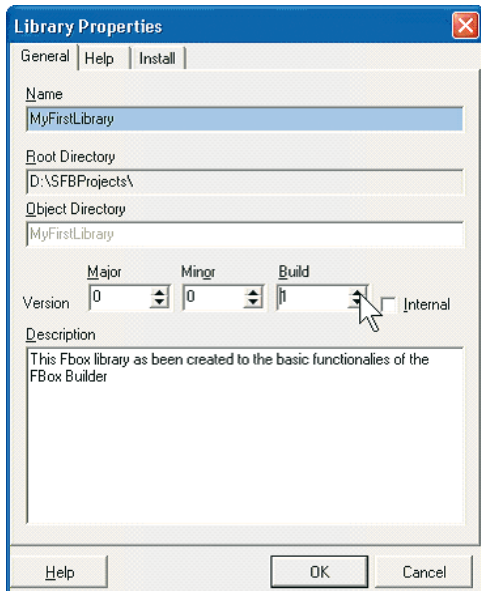 Library Properties
General Help Install
Name
MyFirstLibrary
Root Directory
D:\SFBProjects\
Object Directory
MyFirstLibrary
Major Minor Build
Version 0 0 1 Internal
Description
This Fbox library as been created to the basic functionalies of the
FBox Builder
Help OK Cancel